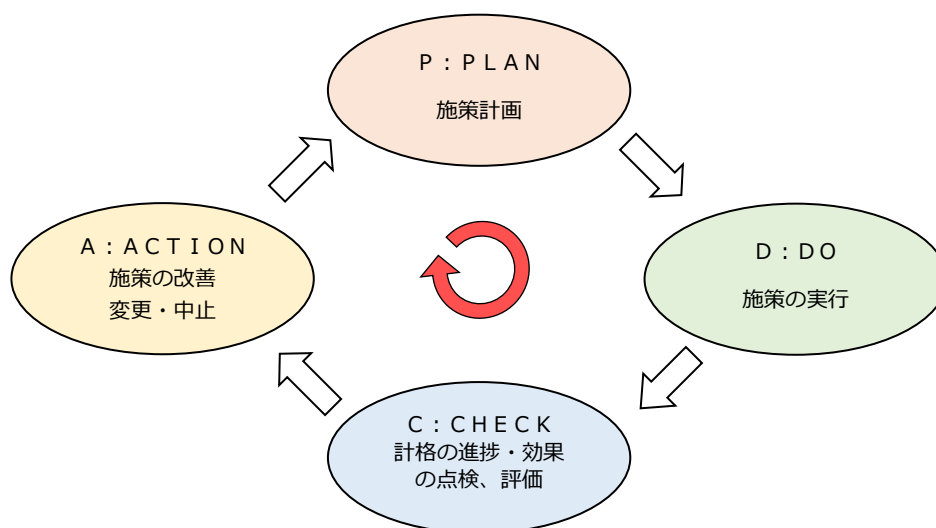 Ｐ：ＰＬＡＮ
施策計画
Ａ：ＡＣＴＩＯＮ
施策の改善
変更・中止
Ｄ：ＤＯ
施策の実行
Ｃ：ＣＨＥＣＫ
計格の進捗・効果
の点検、評価